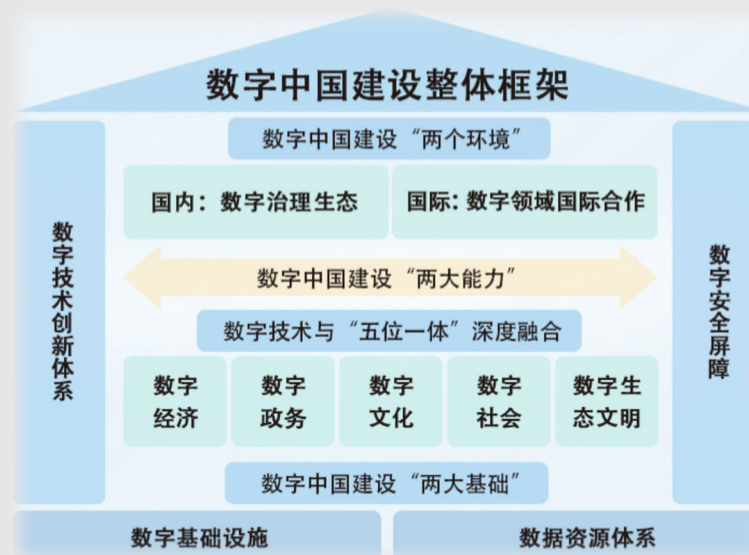 数字中国建设整体框架
数字中国建设“两个环境”
国内：数字治理生态
国际：数字领域国际合作
数字技术创新体系
数字安全屏障
数字中国建设“两大能力”
数字技术与“五位一体”深度融合
数字
经济
数字
政务
数字
文化
数字
社会
数字生
态文明
数字中国建设“两大基础”
数字基础设施
数据资源体系